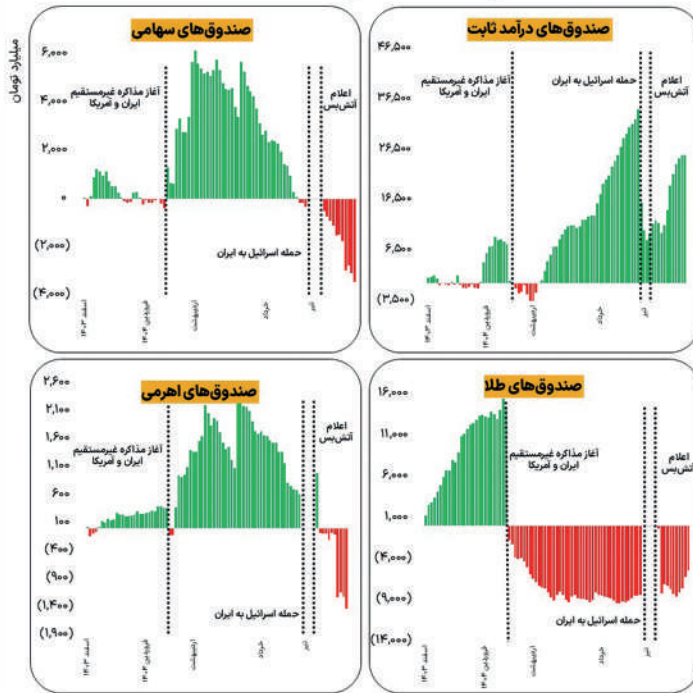 صندوق‌های درآمد ثابت
۴۶,۵۰۰
۳۶,۵۰۰
۲۶,۵۰۰
۱۶,۵۰۰
۶,۵۰۰
(۳,۵۰۰)
آغاز مذاکره غیرمستقیم
ایران و آمریکا
حمله اسرائیل به ایران
اعلام
آتش‌بس
اسفند ۱۴۰۳
فروردین ۱۴۰۴
اردیبهشت
خرداد
تیر
صندوق‌های سهامی
میلیارد تومان
۶,۰۰۰
۴,۰۰۰
۲,۰۰۰
۰
(۲,۰۰۰)
(۴,۰۰۰)
آغاز مذاکره غیرمستقیم
ایران و آمریکا
اعلام
آتش‌بس
حمله اسرائیل به ایران
اسفند ۱۴۰۳
فروردین ۱۴۰۴
اردیبهشت
خرداد
تیر
صندوق‌های طلا
۱۶,۰۰۰
۱۱,۰۰۰
۶,۰۰۰
۱,۰۰۰
(۴,۰۰۰)
(۹,۰۰۰)
(۱۴,۰۰۰)
آغاز مذاکره غیرمستقیم
ایران و آمریکا
اعلام
آتش‌بس
حمله اسرائیل به ایران
اسفند ۱۴۰۳
فروردین ۱۴۰۴
اردیبهشت
خرداد
تیر
صندوق‌های اهرمی
۲,۶۰۰
۲,۱۰۰
۱,۶۰۰
۱,۱۰۰
۶۰۰
۱۰۰
(۴۰۰)
(۹۰۰)
(۱,۴۰۰)
(۱,۹۰۰)
آغاز مذاکره غیرمستقیم
ایران و آمریکا
اعلام
آتش‌بس
حمله اسرائیل به ایران
اسفند ۱۴۰۳
فروردین ۱۴۰۴
اردیبهشت
خرداد
تیر